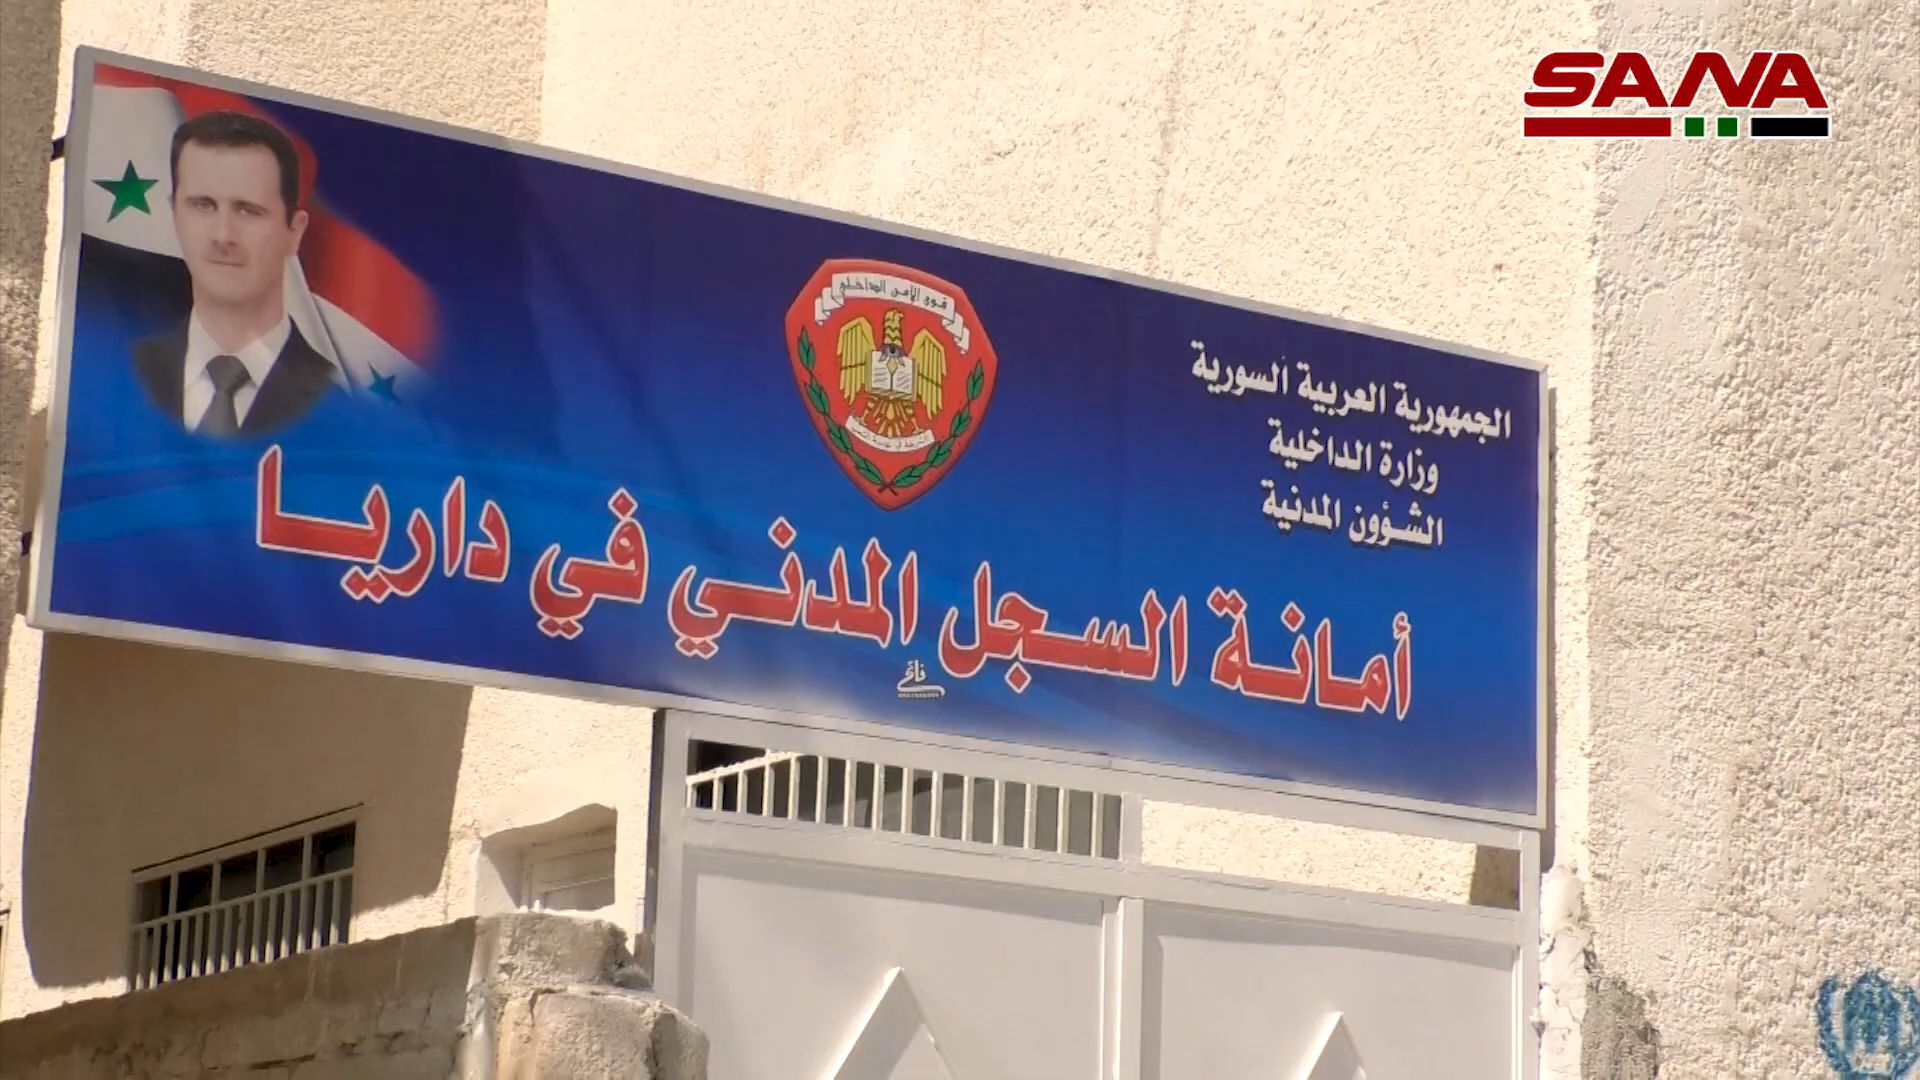 SANA
قوى الأمن الداخلي
الجمهورية العربية السورية
وزارة الداخلية
الشؤون المدنية
أمانة السجل المدني في داريا